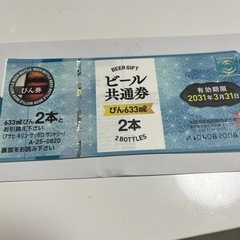 びん券
633mlびん2本と
お引換え下さい
(アサヒ・キリン・サッポロ・サントリー)
A-25-0820
裏面をお読み下さい
BEER GIFT
ビール
共通券
びん633ml
2本
2 BOTTLES
有効期限
2031年3月31日